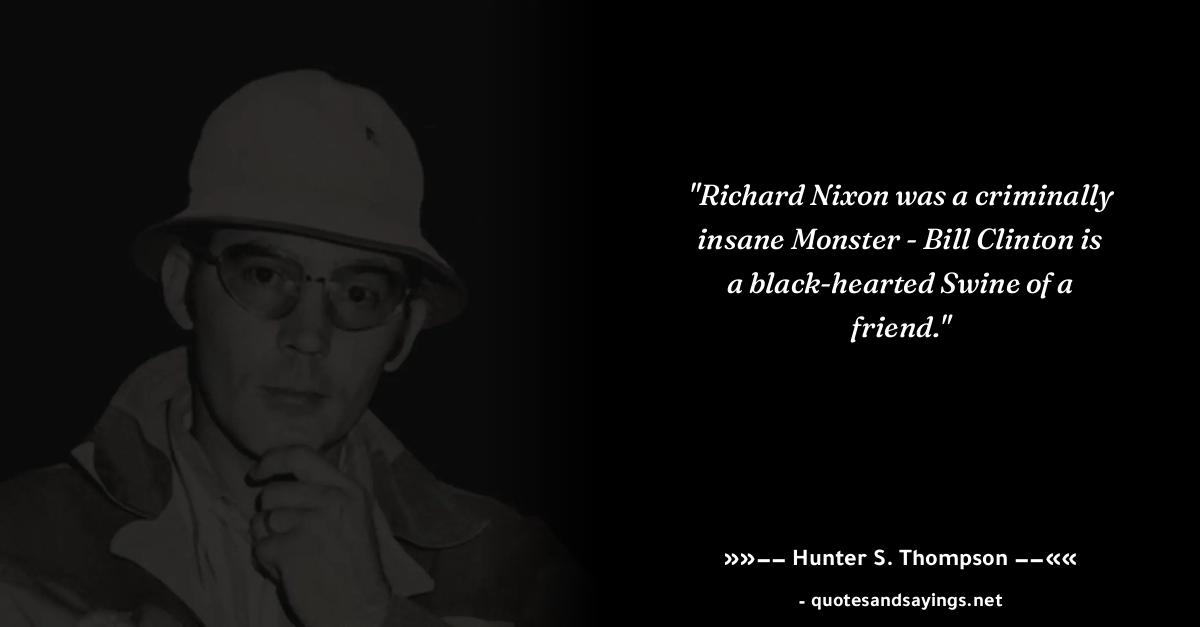 "Richard Nixon was a criminally
insane Monster - Bill Clinton is
a black-hearted Swine of a
friend."
»»−− Hunter S. Thompson −−««
- quotesandsayings.net